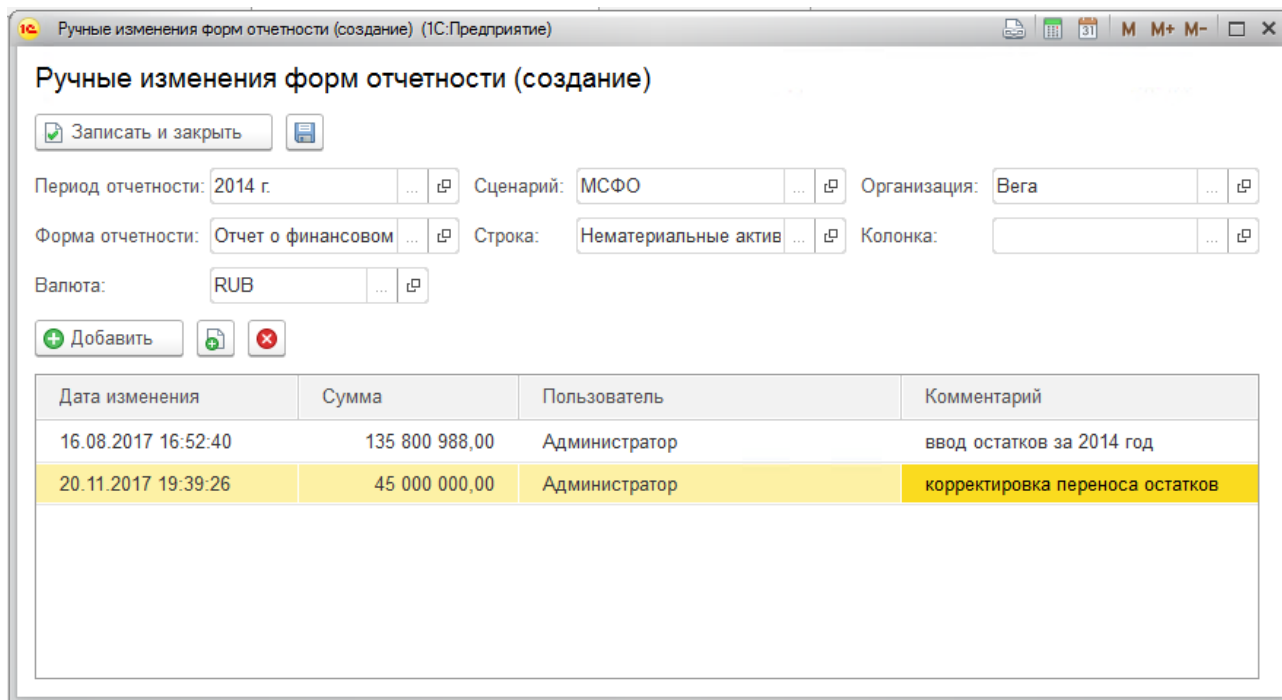 Ручные изменения форм отчетности (создание) (1С:Предприятие) 31 M M+ M-
Ручные изменения форм отчетности (создание)
Записать и закрыть
Период отчетности: 2014 г. ... Сценарий: МСФО ... Организация: Вега ...
Форма отчетности: Отчет о финансовом ... Строка: Нематериальные актив ... Колонка: ...
Валюта: RUB ...
Добавить
Дата изменения Сумма Пользователь Комментарий
16.08.2017 16:52:40 135 800 988,00 Администратор ввод остатков за 2014 год
20.11.2017 19:39:26 45 000 000,00 Администратор корректировка переноса остатков